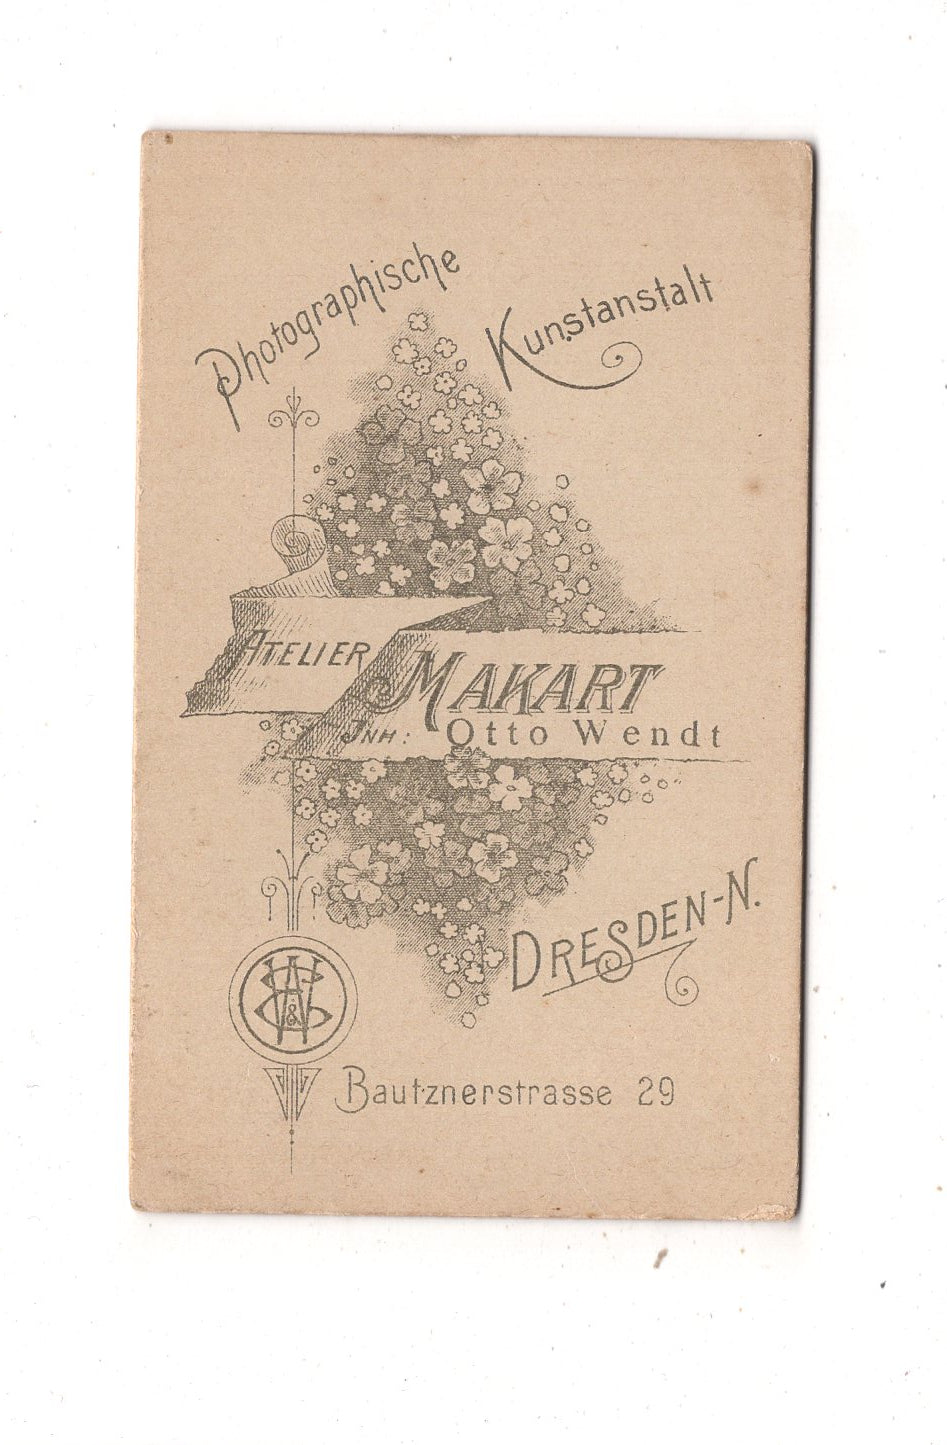 Photographische
Kunstanstalt
ATELIER
MAKART
INH: Otto Wendt
DRESDEN-N.
Bautznerstrasse 29